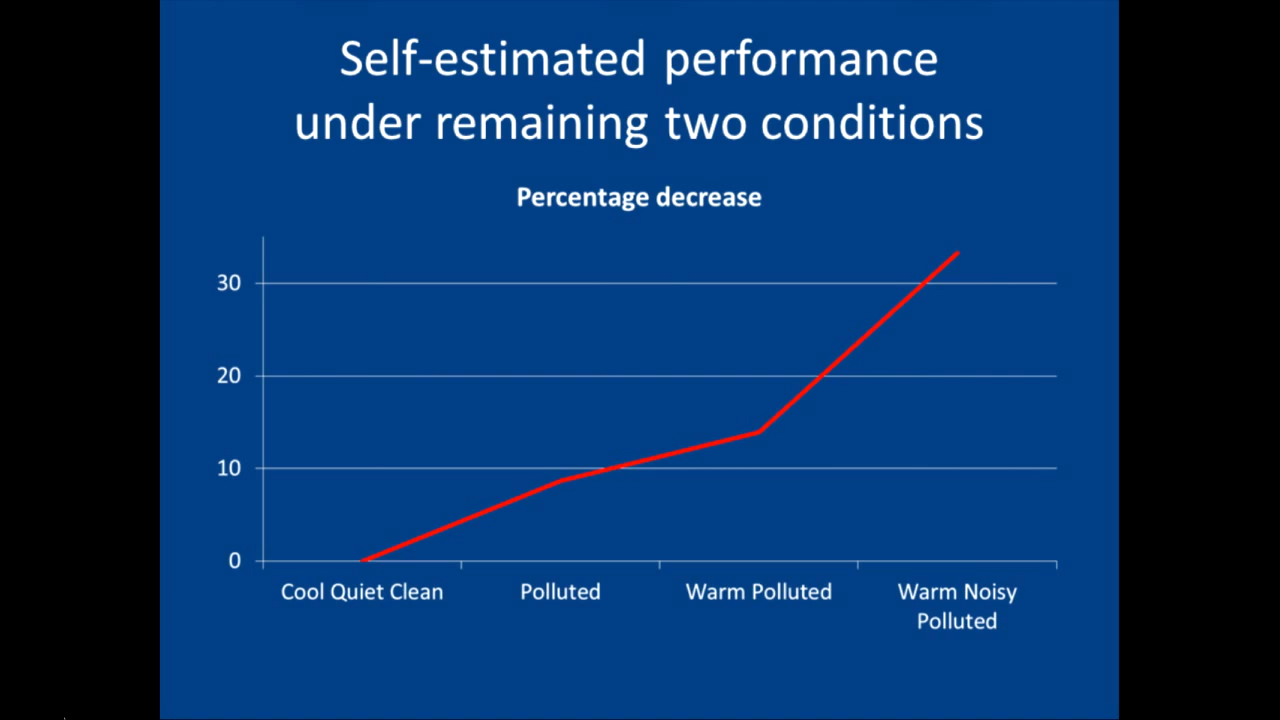 Self-estimated performance
under remaining two conditions
Percentage decrease
30
20
10
0
Cool Quiet Clean
Polluted
Warm Polluted
Warm Noisy
Polluted